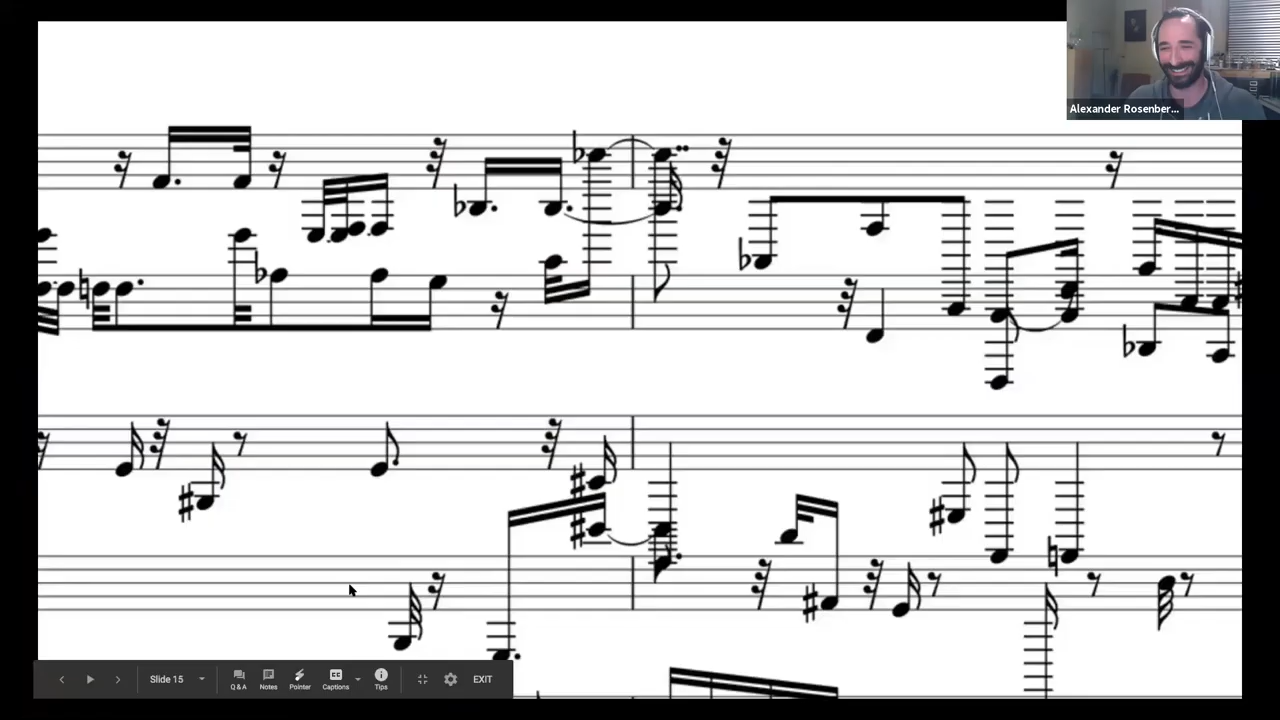 Alexander Rosenber...
Slide 15
Q & A
Notes
Pointer
Captions
Tips
EXIT